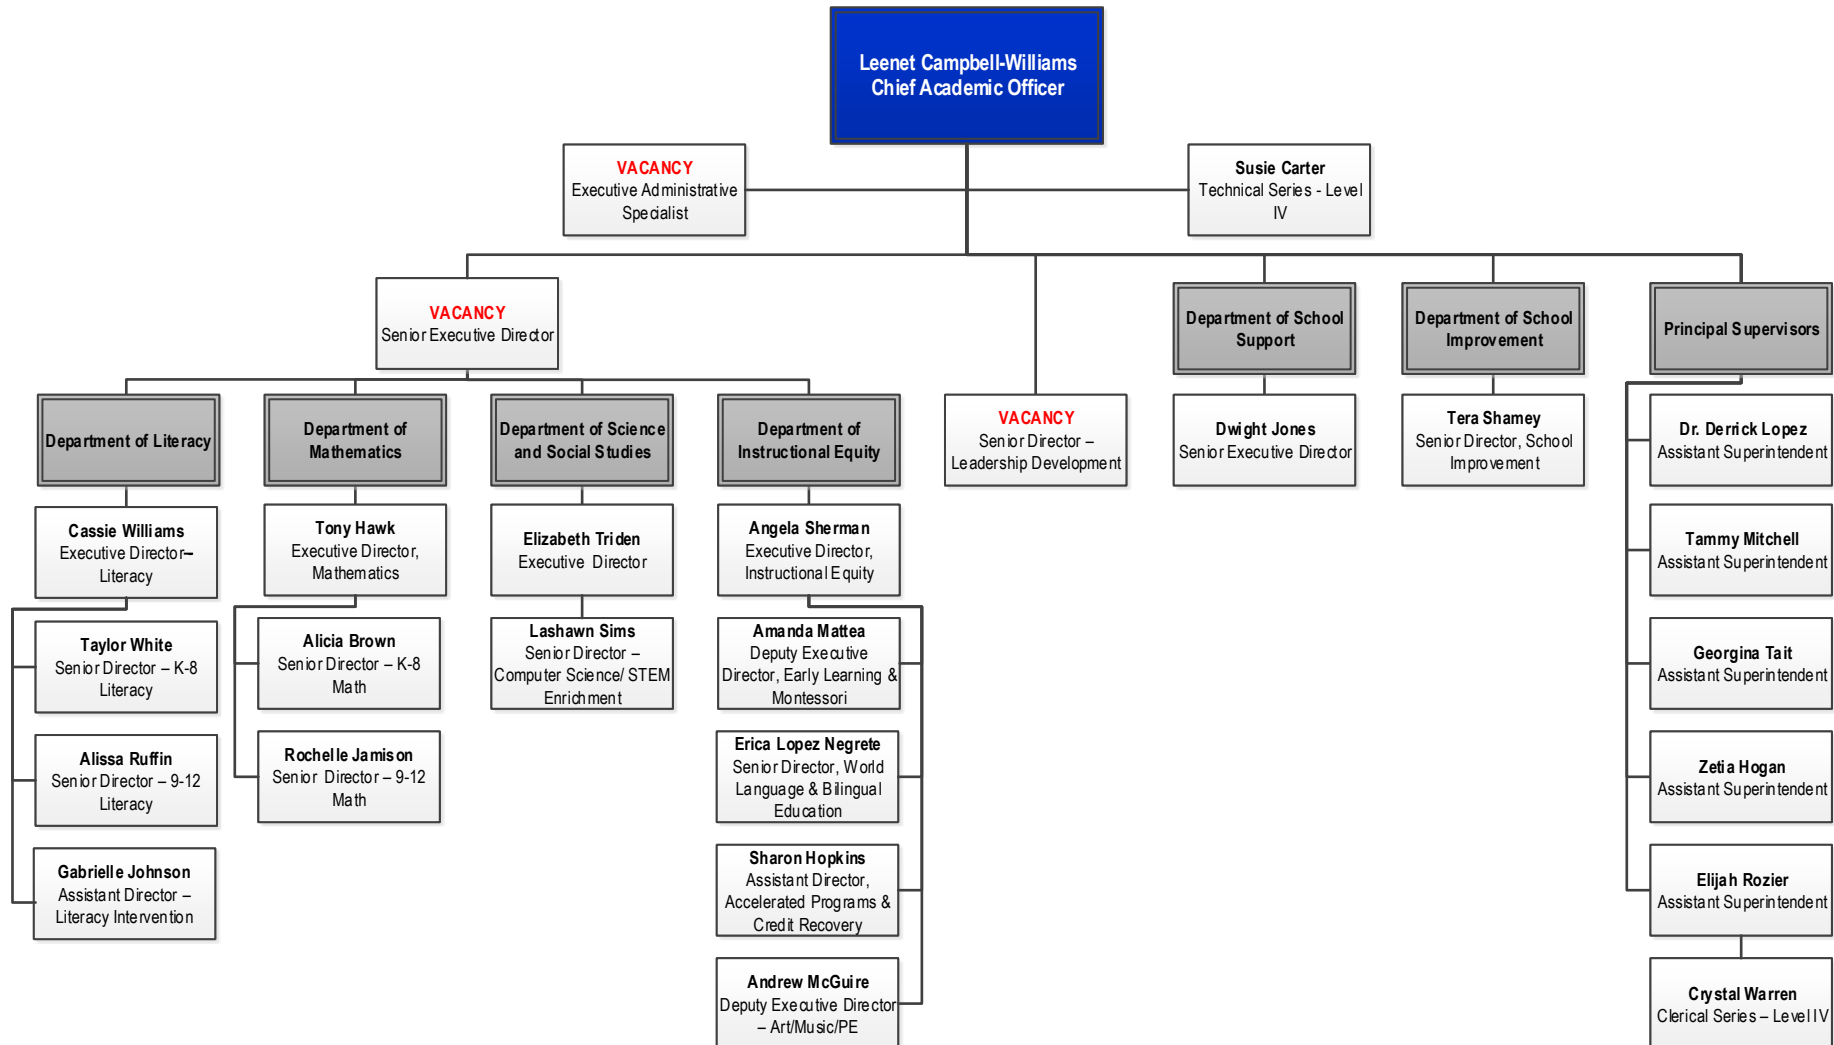 Leenet Campbell-Williams
Chief Academic Officer
VACANCY
Executive Administrative
Specialist
Susie Carter
Technical Series - Level
IV
VACANCY
Senior Executive Director
Department of School
Support
Department of School
Improvement
Principal Supervisors
Department of Literacy
Department of
Mathematics
Department of Science
and Social Studies
Department of
Instructional Equity
VACANCY
Senior Director –
Leadership Development
Dwight Jones
Senior Executive Director
Tera Shamey
Senior Director, School
Improvement
Dr. Derrick Lopez
Assistant Superintendent
Cassie Williams
Executive Director–
Literacy
Tony Hawk
Executive Director,
Mathematics
Elizabeth Triden
Executive Director
Angela Sherman
Executive Director,
Instructional Equity
Tammy Mitchell
Assistant Superintendent
Taylor White
Senior Director – K-8
Literacy
Alicia Brown
Senior Director – K-8
Math
Lashawn Sims
Senior Director –
Computer Science/ STEM
Enrichment
Amanda Mattea
Deputy Executive
Director, Early Learning &
Montessori
Georgina Tait
Assistant Superintendent
Alissa Ruffin
Senior Director – 9-12
Literacy
Rochelle Jamison
Senior Director – 9-12
Math
Erica Lopez Negrete
Senior Director, World
Language & Bilingual
Education
Zetia Hogan
Assistant Superintendent
Gabrielle Johnson
Assistant Director –
Literacy Intervention
Sharon Hopkins
Assistant Director,
Accelerated Programs &
Credit Recovery
Elijah Rozier
Assistant Superintendent
Andrew McGuire
Deputy Executive Director
– Art/Music/PE
Crystal Warren
Clerical Series – Level IV